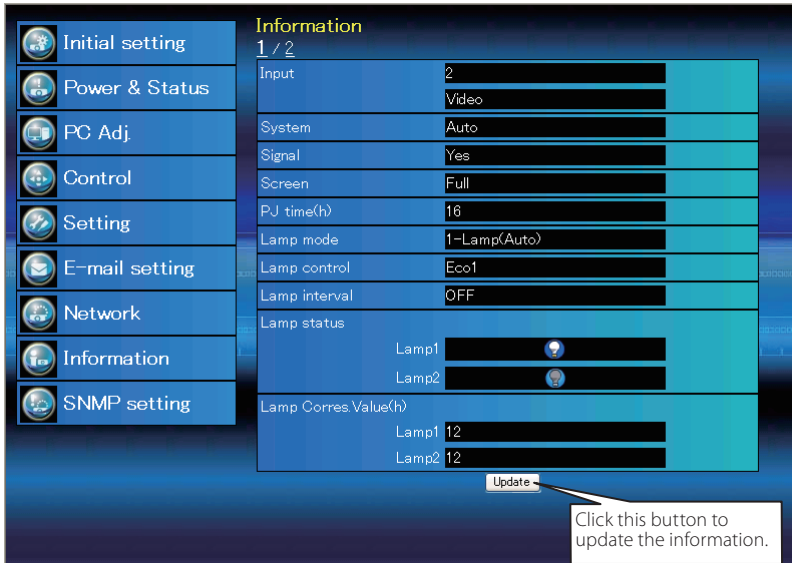 Initial setting
Power & Status
PC Adj.
Control
Setting
E-mail setting
Network
Information
SNMP setting
Information
1 / 2
Input 2
Video
System Auto
Signal Yes
Screen Full
PJ time(h) 16
Lamp mode 1-Lamp(Auto)
Lamp control Eco1
Lamp interval OFF
Lamp status
Lamp1
Lamp2
Lamp Corres.Value(h)
Lamp1 12
Lamp2 12
Update
Click this button to
update the information.